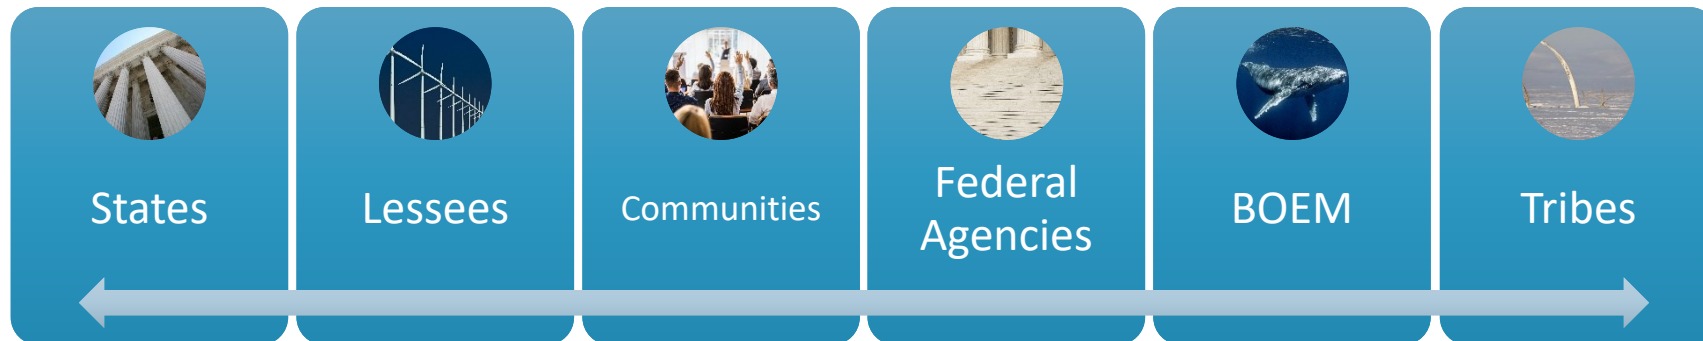 States
Lessees
Communities
Federal
Agencies
BOEM
Tribes